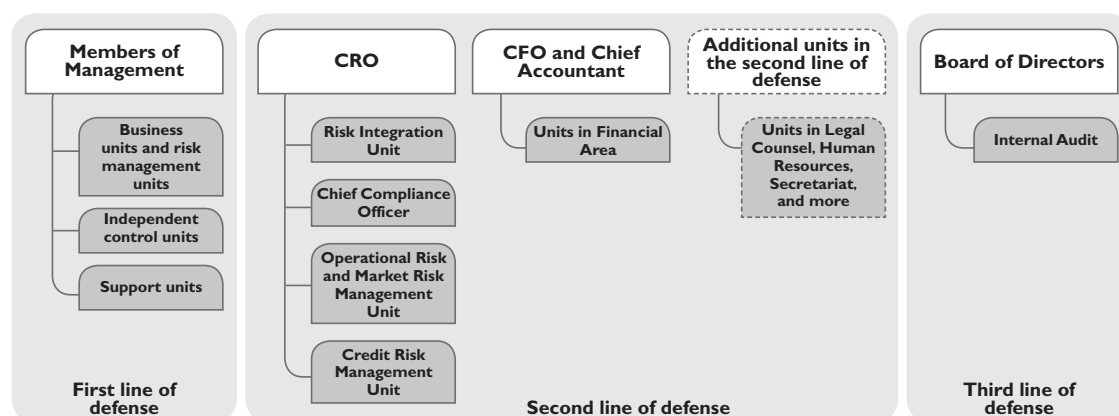 Members of
Management
Business
units and risk
management
units
Independent
control units
Support units
First line of
defense
CRO
Risk Integration
Unit
Chief Compliance
Officer
Operational Risk
and Market Risk
Management
Unit
Credit Risk
Management
Unit
CFO and Chief
Accountant
Units in Financial
Area
Additional units in
the second line of
defense
Units in Legal
Counsel, Human
Resources,
Secretariat,
and more
Second line of defense
Board of Directors
Internal Audit
Third line of
defense